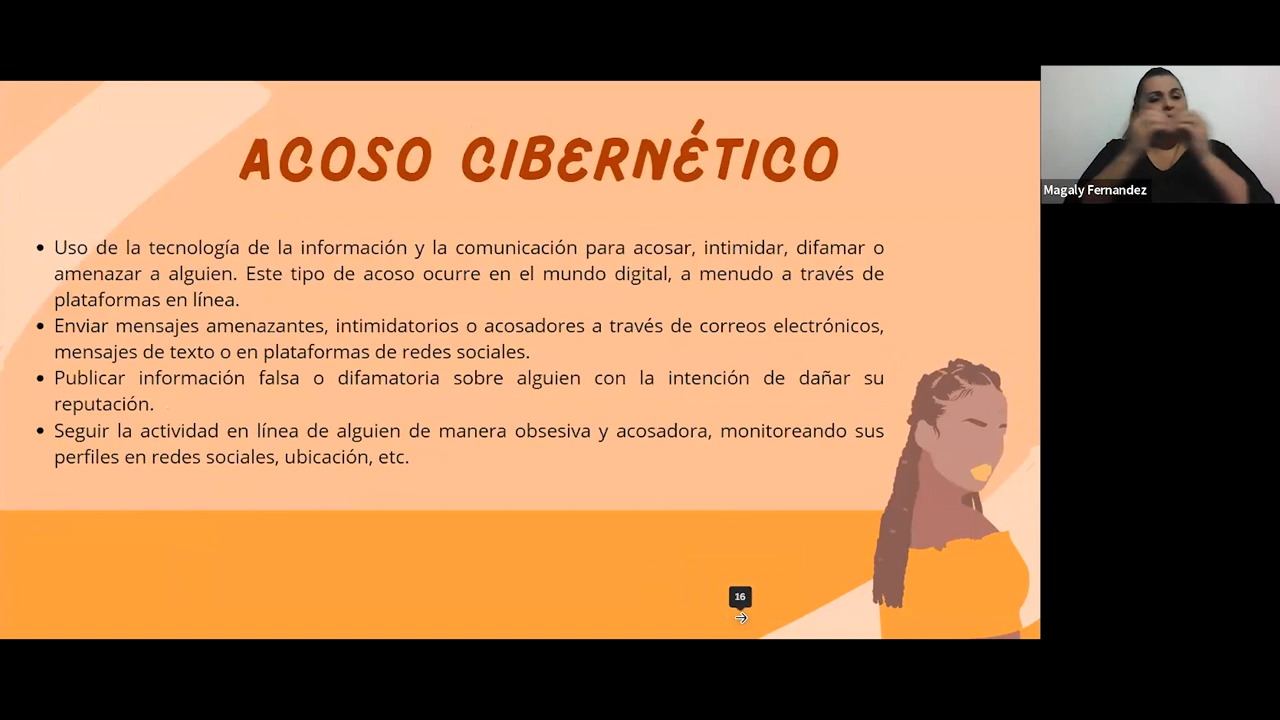 ACOSO CIBERNÉTICO
Uso de la tecnología de la información y la comunicación para acosar, intimidar, difamar o
amenazar a alguien. Este tipo de acoso ocurre en el mundo digital, a menudo a través de
plataformas en línea.
Enviar mensajes amenazantes, intimidatorios o acosadores a través de correos electrónicos,
mensajes de texto o en plataformas de redes sociales.
Publicar información falsa o difamatoria sobre alguien con la intención de dañar su
reputación.
Seguir la actividad en línea de alguien de manera obsesiva y acosadora, monitoreando sus
perfiles en redes sociales, ubicación, etc.
16
Magaly Fernandez